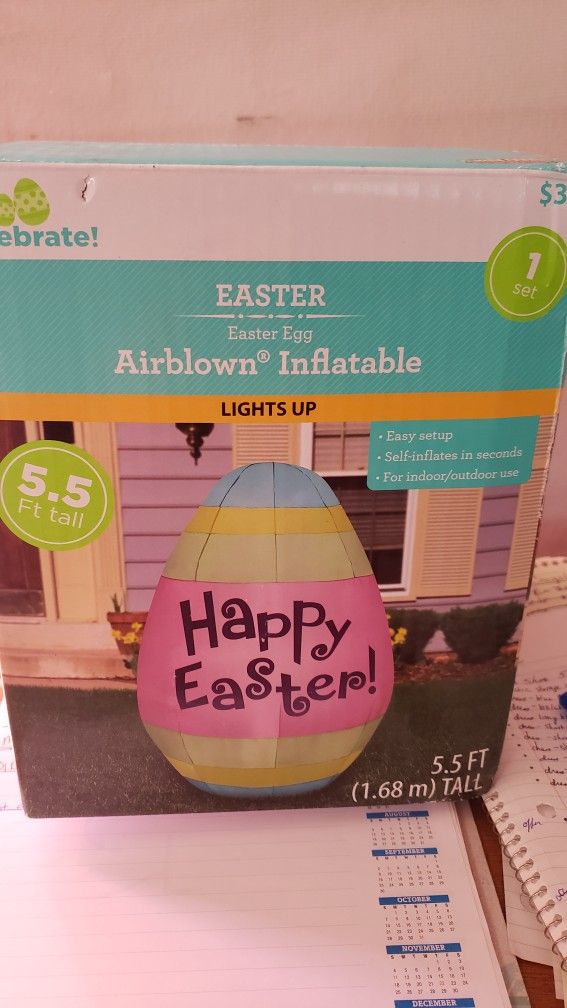 ebrate!
$3
1
set
EASTER
Easter Egg
Airblown® Inflatable
LIGHTS UP
• Easy setup
• Self-inflates in seconds
• For indoor/outdoor use
5.5
Ft tall
Happy
Easter!
5.5 FT
(1.68 m) TALL
AUGUST
SEPTEMBER
OCTOBER
NOVEMBER
DECEMBER
offer